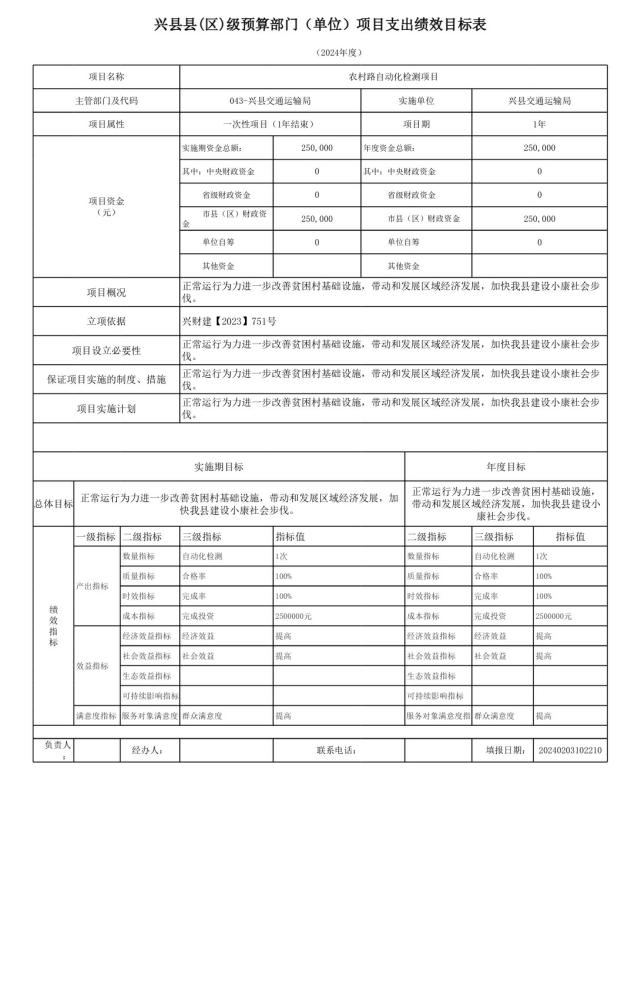 兴县县(区)级预算部门（单位）项目支出绩效目标表
（2024年度）
项目名称 农村路自动化检测项目
主管部门及代码 043-兴县交通运输局 实施单位 兴县交通运输局
项目属性 一次性项目（1年结束） 项目期 1年
项目资金
（元）
实施期资金总额： 250,000 年度资金总额： 250,000
其中：中央财政资金 0 其中：中央财政资金 0
省级财政资金 0 省级财政资金 0
市县（区）财政资
金
250,000 市县（区）财政资金 250,000
单位自筹 0 单位自筹 0
其他资金 其他资金
项目概况
正常运行为力进一步改善贫困村基础设施，带动和发展区域经济发展，加快我县建设小康社会步
伐。
立项依据 兴财建【2023】751号
项目设立必要性
正常运行为力进一步改善贫困村基础设施，带动和发展区域经济发展，加快我县建设小康社会步
伐。
保证项目实施的制度、措施
正常运行为力进一步改善贫困村基础设施，带动和发展区域经济发展，加快我县建设小康社会步
伐。
项目实施计划
正常运行为力进一步改善贫困村基础设施，带动和发展区域经济发展，加快我县建设小康社会步
伐。
实施期目标 年度目标
总体目标
正常运行为力进一步改善贫困村基础设施，带动和发展区域经济发展，加
快我县建设小康社会步伐。
正常运行为力进一步改善贫困村基础设施，
带动和发展区域经济发展，加快我县建设小
康社会步伐。
绩
效
指
标
一级指标 二级指标 三级指标 指标值 二级指标 三级指标 指标值
产出指标
数量指标 自动化检测 1次 数量指标 自动化检测 1次
质量指标 合格率 100% 质量指标 合格率 100%
时效指标 完成率 100% 时效指标 完成率 100%
成本指标 完成投资 2500000元 成本指标 完成投资 2500000元
效益指标
经济效益指标 经济效益 提高 经济效益指标 经济效益 提高
社会效益指标 社会效益 提高 社会效益指标 社会效益 提高
生态效益指标 生态效益指标
可持续影响指标 可持续影响指标
满意度指标 服务对象满意度 群众满意度 提高 服务对象满意度指 群众满意度 提高
负责人
：
经办人： 联系电话： 填报日期： 20240203102210